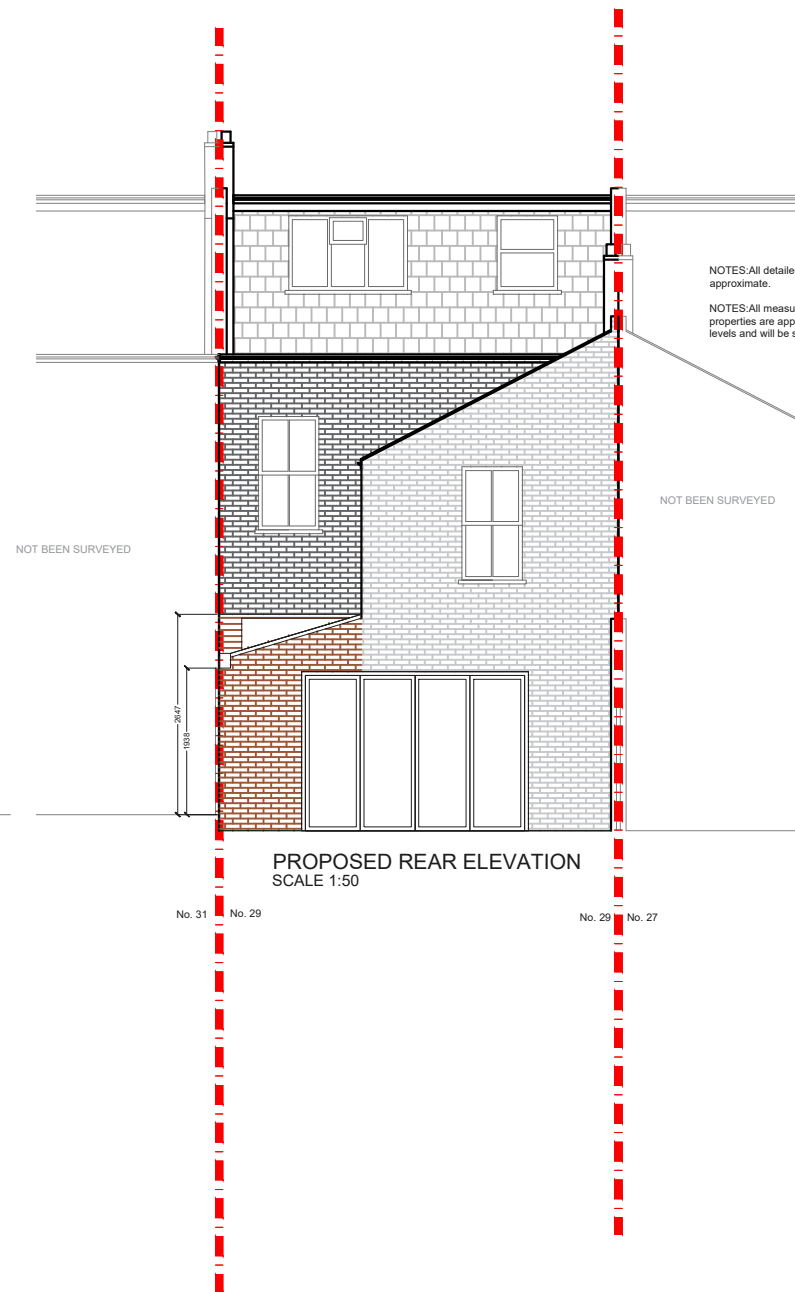 NOTES:All detaile
approximate.
NOTES:All measu
properties are app
levels and will be s
NOT BEEN SURVEYED
NOT BEEN SURVEYED
2647
1938
PROPOSED REAR ELEVATION
SCALE 1:50
No. 31 No. 29
No. 29 No. 27